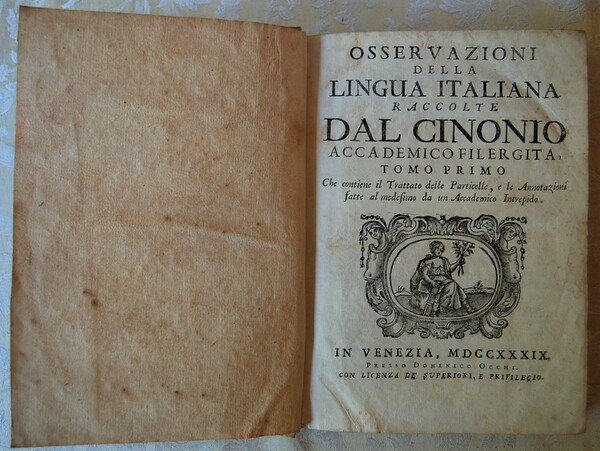 OSSERVAZIONI
DELLA
LINGUA ITALIANA
RACCOLTE
DAL CINONIO
ACCADEMICO FILERGITA,
TOMO PRIMO
Che contiene il Trattato delle Particelle, e le Annotazioni
fatte al medesimo da un Accademico Intrepido.
IN VENEZIA, MDCCXXXIX.
PRESSO DOMENICO OCCHI.
CON LICENZA DE' SUPERIORI, E PRIVILEGIO.